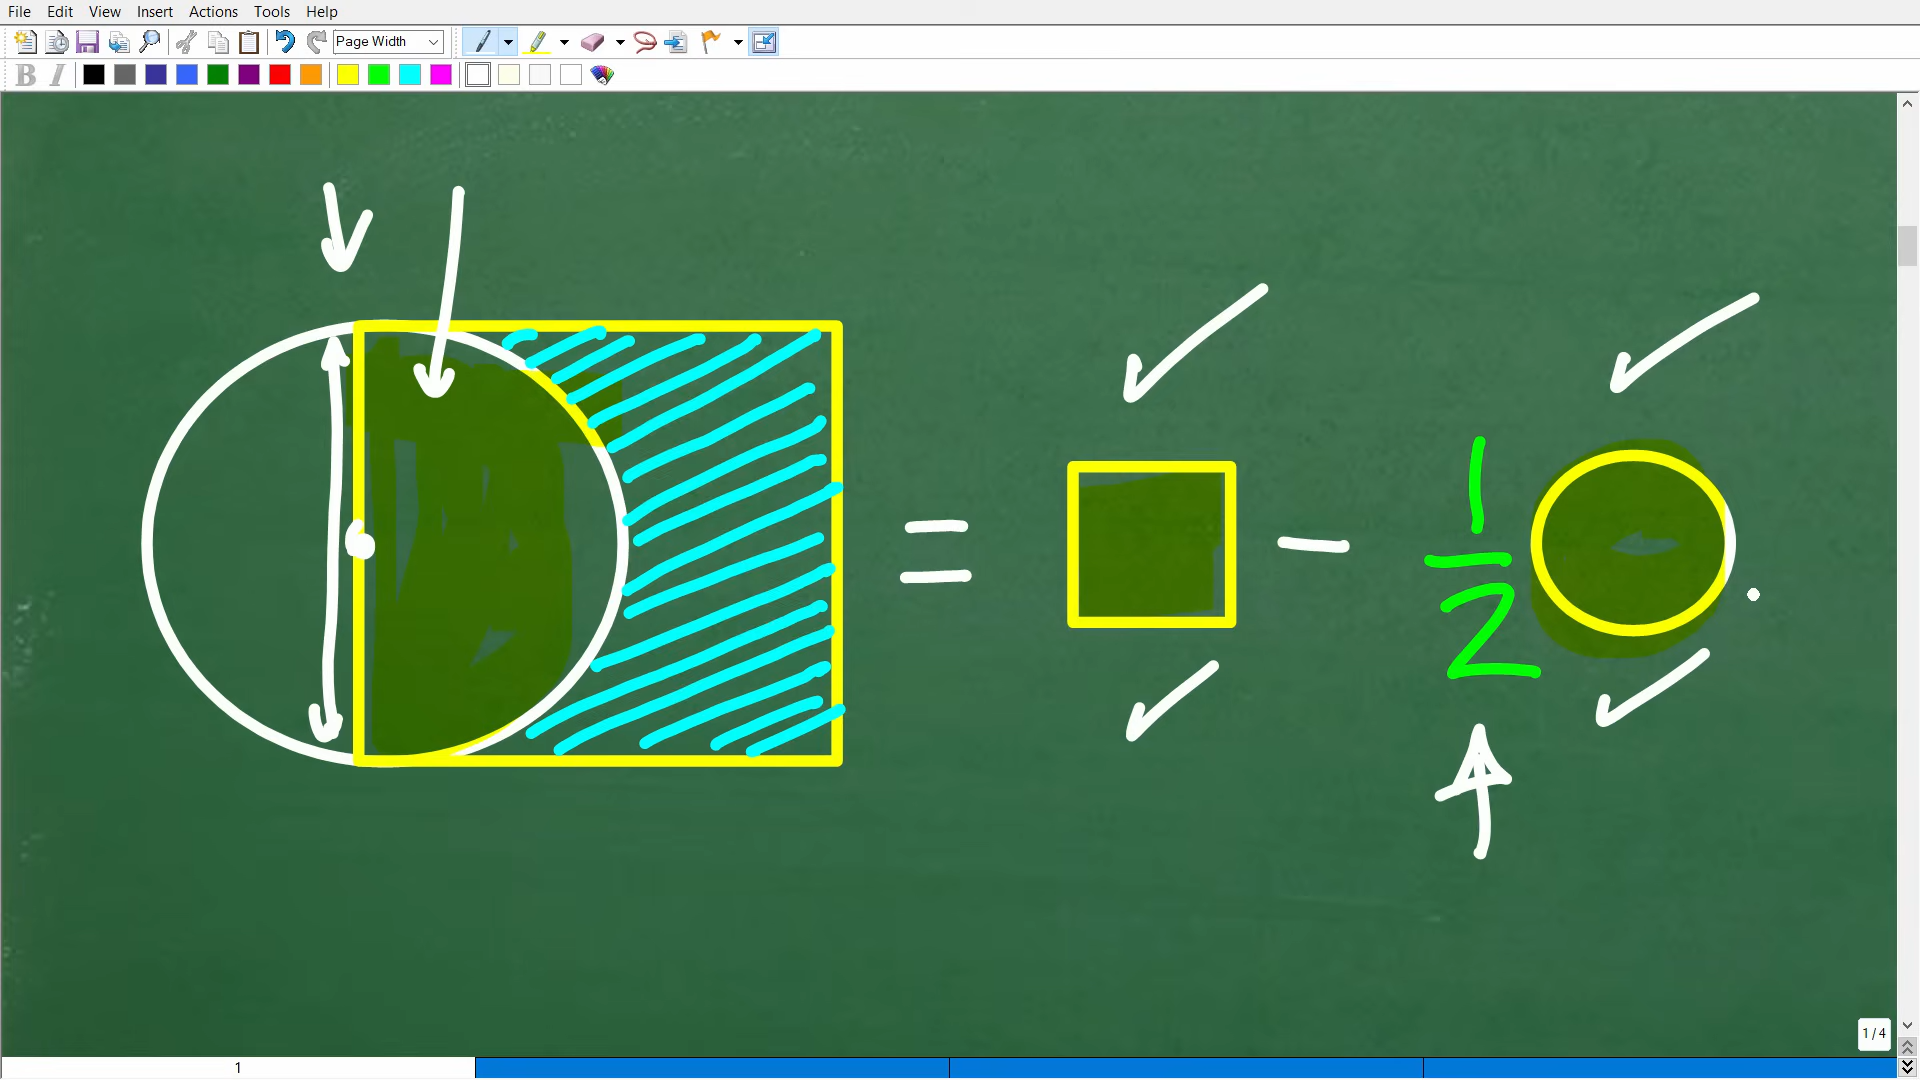 File Edit View Insert Actions Tools Help
Page Width
B I
= - 1/2
1 / 4
1